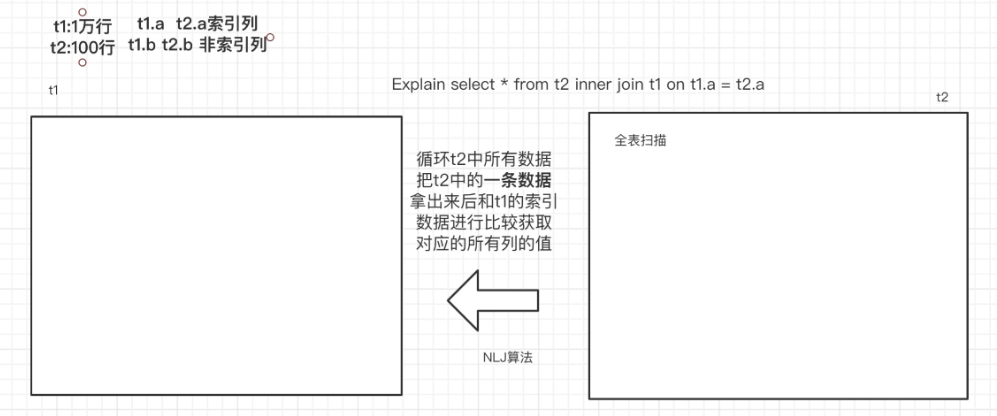 t1:1万行 t1.a t2.a索引列
t2:100行 t1.b t2.b 非索引列
t1
Explain select * from t2 inner join t1 on t1.a = t2.a
t2
全表扫描
循环t2中所有数据
把t2中的一条数据
拿出来后和t1的索引
数据进行比较获取
对应的所有列的值
NLJ算法